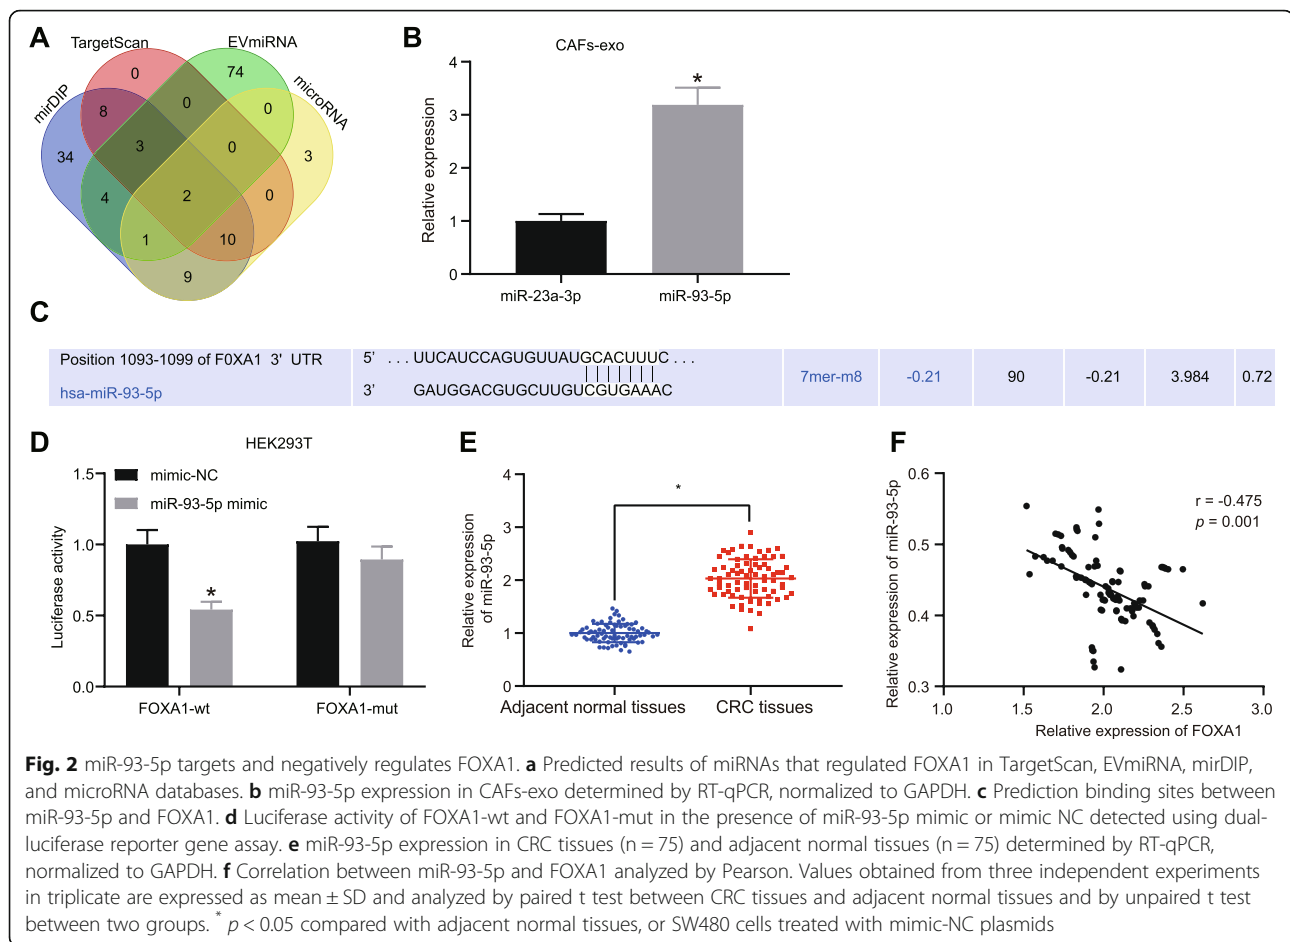 A
TargetScan
EVmiRNA
mirDIP
microRNA
0
74
8
0
0
34
3
0
3
4
2
0
1
10
9
B
CAFs-exo
Relative expression
4
3
2
1
0
*
miR-23a-3p
miR-93-5p
C
Position 1093-1099 of F0XA1 3' UTR
5' ... UUCAUCCAGUGUUAUGCACUUUC...
hsa-miR-93-5p
3' GAUGGACGUGCUUGUCGUGAAAC
7mer-m8
-0.21
90
-0.21
3.984
0.72
D
HEK293T
mimic-NC
miR-93-5p mimic
Luciferase activity
1.5
1.0
0.5
0.0
*
FOXA1-wt
FOXA1-mut
E
Relative expression
of miR-93-5p
4
3
2
1
0
*
Adjacent normal tissues
CRC tissues
F
Relative expression of miR-93-5p
0.6
0.5
0.4
0.3
r = -0.475
p = 0.001
1.0
1.5
2.0
2.5
3.0
Relative expression of FOXA1
Fig. 2 miR-93-5p targets and negatively regulates FOXA1. a Predicted results of miRNAs that regulated FOXA1 in TargetScan, EVmiRNA, mirDIP,
and microRNA databases. b miR-93-5p expression in CAFs-exo determined by RT-qPCR, normalized to GAPDH. c Prediction binding sites between
miR-93-5p and FOXA1. d Luciferase activity of FOXA1-wt and FOXA1-mut in the presence of miR-93-5p mimic or mimic NC detected using dual-
luciferase reporter gene assay. e miR-93-5p expression in CRC tissues (n = 75) and adjacent normal tissues (n = 75) determined by RT-qPCR,
normalized to GAPDH. f Correlation between miR-93-5p and FOXA1 analyzed by Pearson. Values obtained from three independent experiments
in triplicate are expressed as mean ± SD and analyzed by paired t test between CRC tissues and adjacent normal tissues and by unpaired t test
between two groups. * p < 0.05 compared with adjacent normal tissues, or SW480 cells treated with mimic-NC plasmids